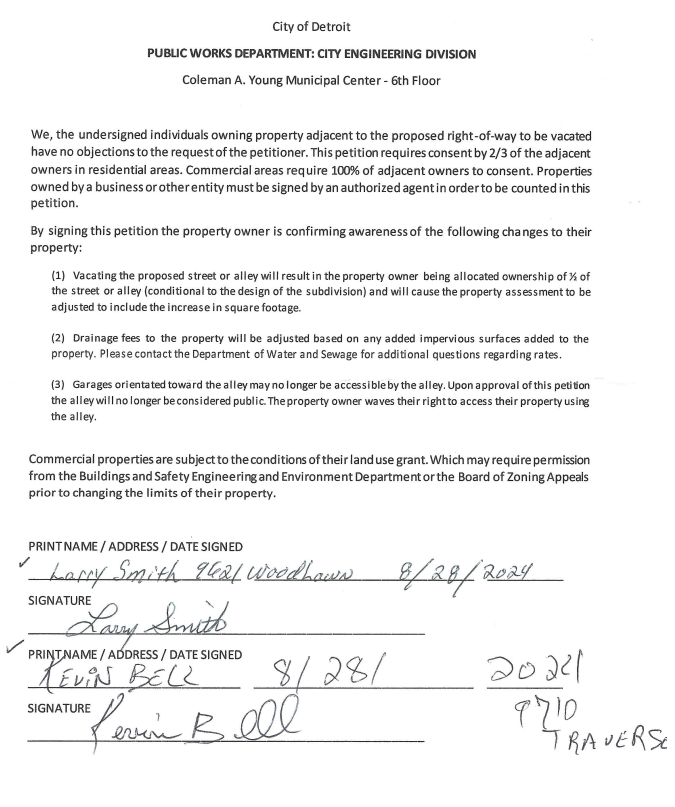 City of Detroit
PUBLIC WORKS DEPARTMENT: CITY ENGINEERING DIVISION
Coleman A. Young Municipal Center - 6th Floor
We, the undersigned individuals owning property adjacent to the proposed right-of-way to be vacated
have no objections to the request of the petitioner. This petition requires consent by 2/3 of the adjacent
owners in residential areas. Commercial areas require 100% of adjacent owners to consent. Properties
owned by a business or other entity must be signed by an authorized agent in order to be counted in this
petition.
By signing this petition the property owner is confirming awareness of the following changes to their
property:
(1) Vacating the proposed street or alley will result in the property owner being allocated ownership of ½ of
the street or alley (conditional to the design of the subdivision) and will cause the property assessment to be
adjusted to include the increase in square footage.
(2) Drainage fees to the property will be adjusted based on any added impervious surfaces added to the
property. Please contact the Department of Water and Sewage for additional questions regarding rates.
(3) Garages orientated toward the alley may no longer be accessible by the alley. Upon approval of this petition
the alley will no longer be considered public. The property owner waves their right to access their property using
the alley.
Commercial properties are subject to the conditions of their land use grant. Which may require permission
from the Buildings and Safety Engineering and Environment Department or the Board of Zoning Appeals
prior to changing the limits of their property.
PRINT NAME / ADDRESS / DATE SIGNED
Larry Smith 9621 Woodlawn 8/28/2024
SIGNATURE
Larry Smith
PRINT NAME / ADDRESS / DATE SIGNED
KEVIN BELL 8/28/ 2024
SIGNATURE
Kevin Bell
9710
TRAVERSE